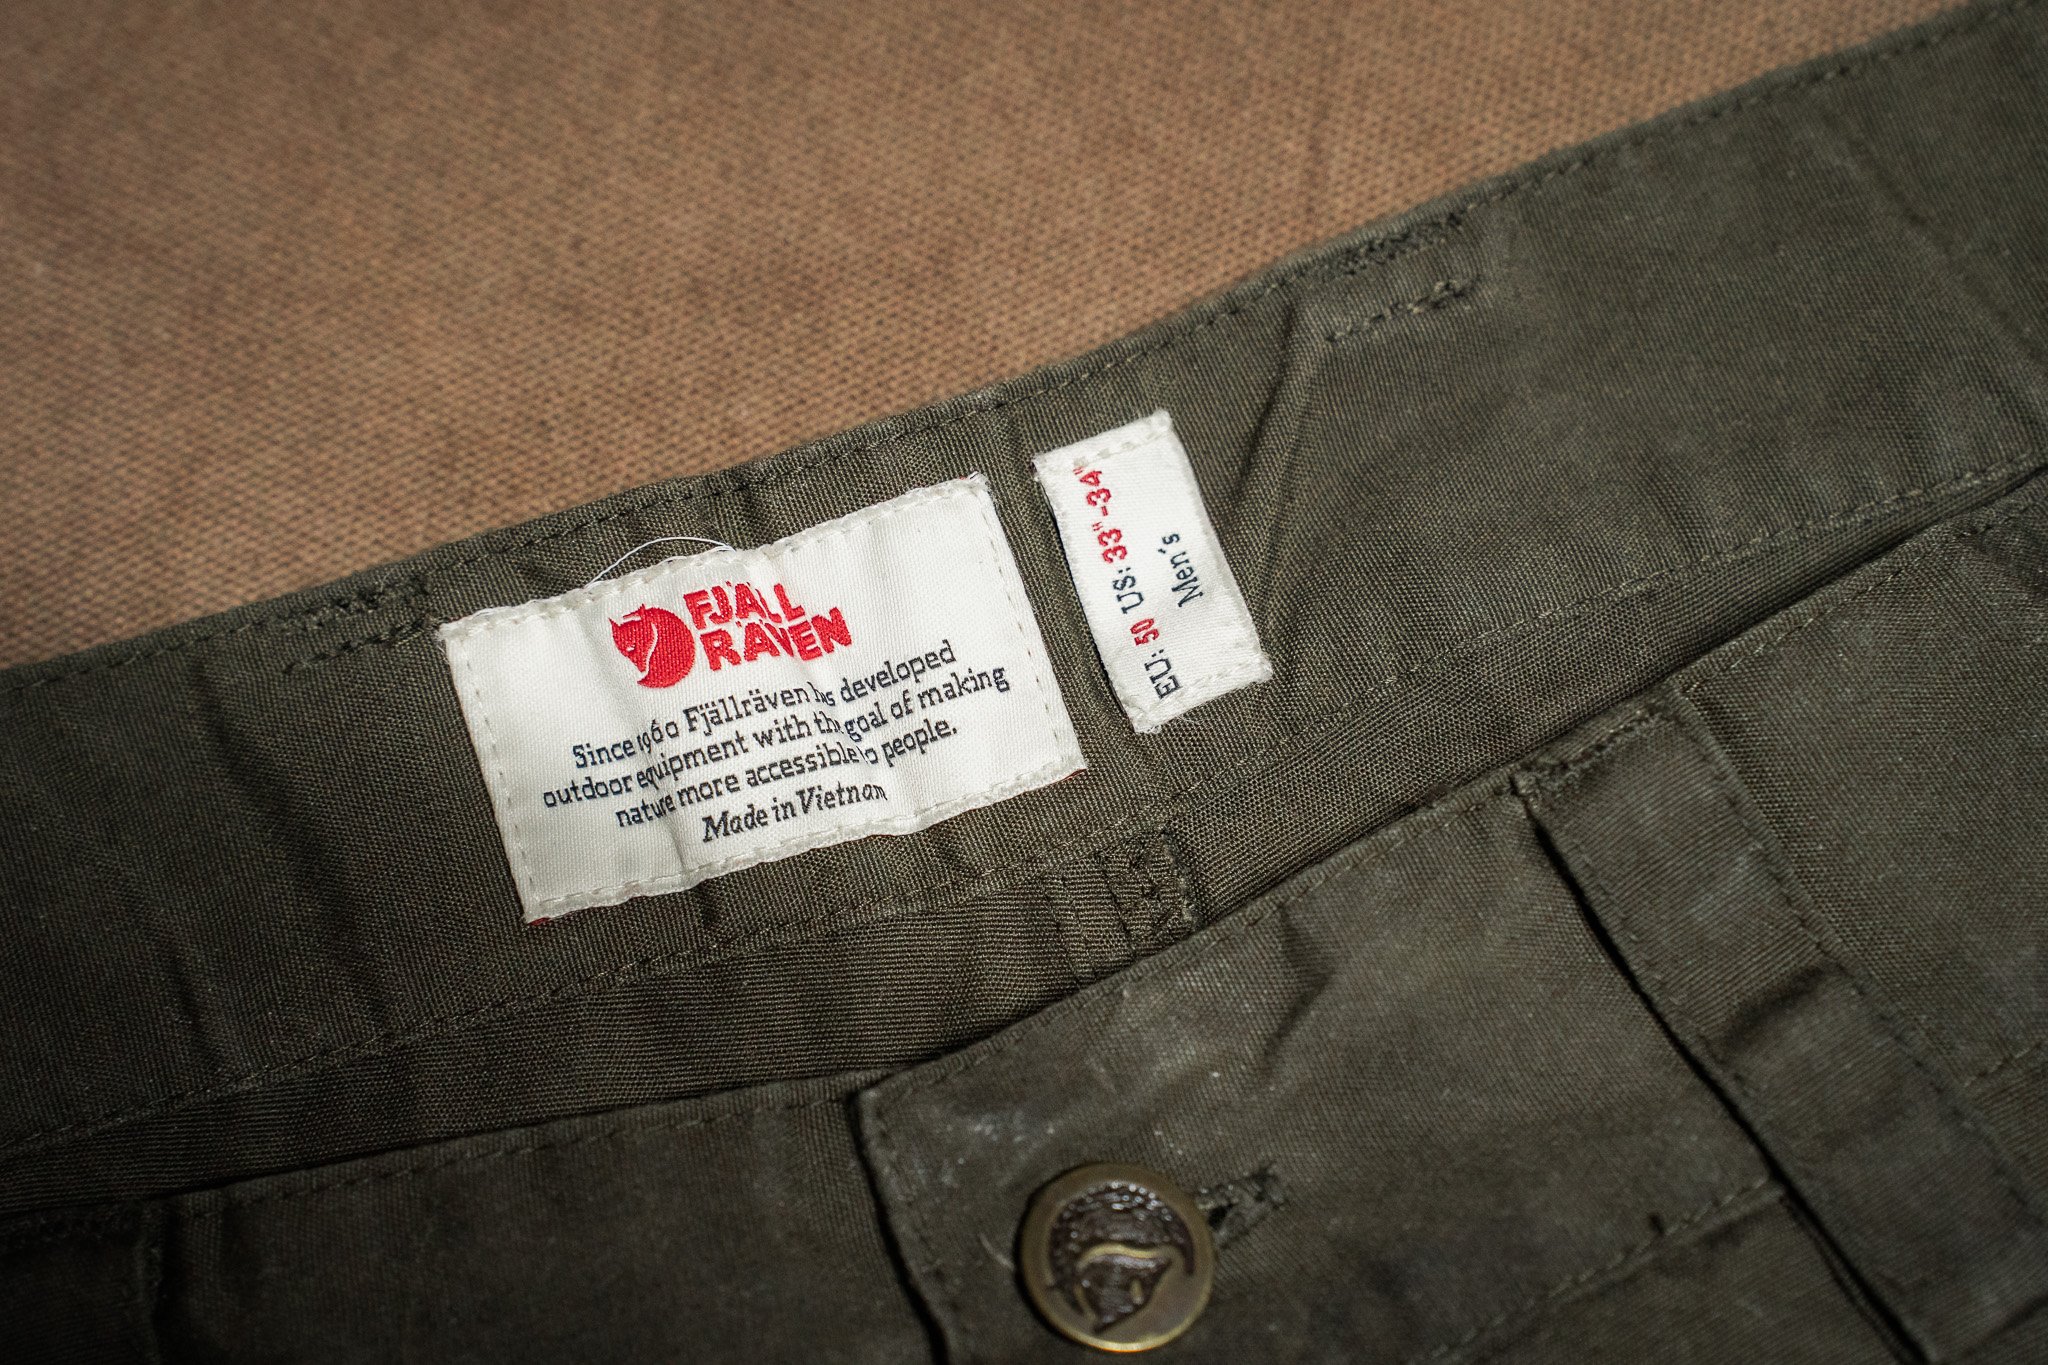 FJÄLL
RÄVEN
Since 1960 Fjällräven has developed
outdoor equipment with the goal of making
nature more accessible to people.
Made in Vietnam
EU: 50 US: 33"-34"
Men's